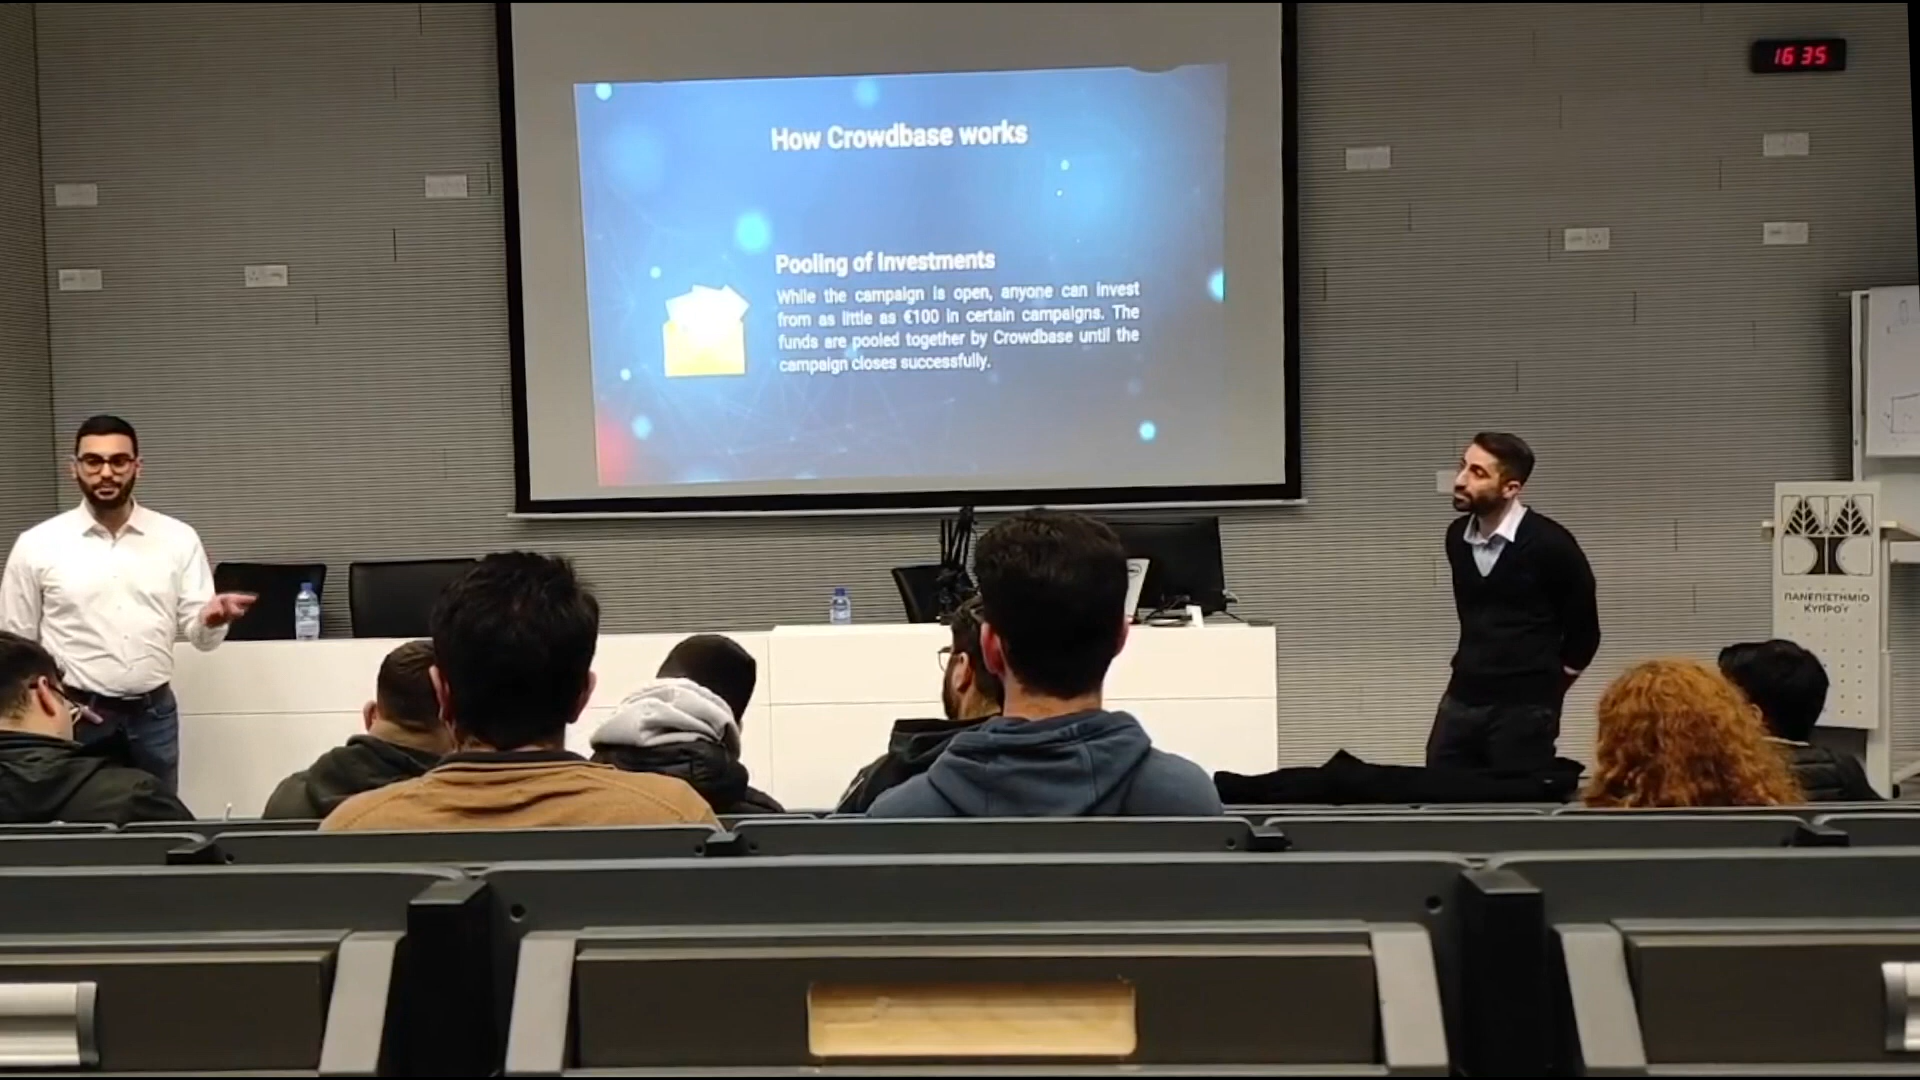 16 35
How Crowdbase works
Pooling of Investments
While the campaign is open, anyone can invest
from as little as €100 in certain campaigns. The
funds are pooled together by Crowdbase until the
campaign closes successfully.
DELL
ΠΑΝΕΠΙΣΤΗΜΙΟ
ΚΥΠΡΟΥ